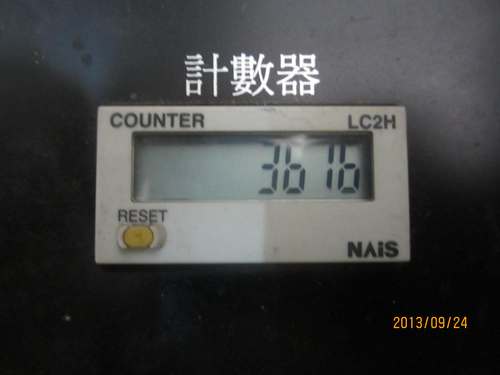 計數器
COUNTER LC2H
3616
RESET
NAiS
2013/09/24